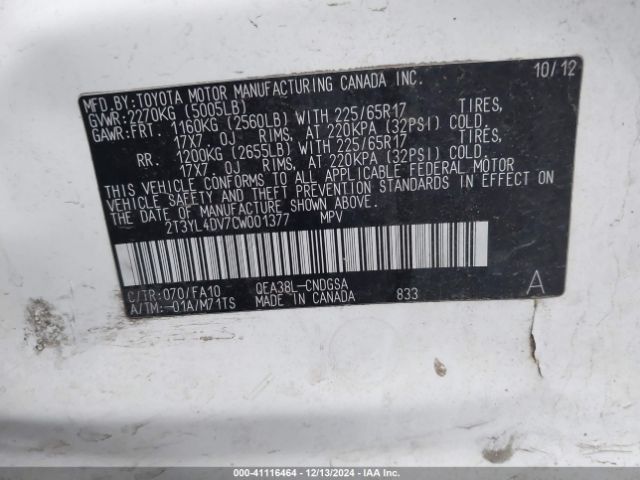 MFD. BY: TOYOTA MOTOR MANUFACTURING CANADA INC. 10/12
GVWR: 2270KG (5005LB)
GAWR: FRT. 1160KG (2560LB) WITH 225/65R17 TIRES,
17X7.0J RIMS, AT 220KPA (32PSI) COLD.
RR. 1200KG (2655LB) WITH 225/65R17 TIRES,
17X7.0J RIMS, AT 220KPA (32PSI) COLD.
THIS VEHICLE CONFORMS TO ALL APPLICABLE FEDERAL MOTOR
VEHICLE SAFETY AND THEFT PREVENTION STANDARDS IN EFFECT ON
THE DATE OF MANUFACTURE SHOWN ABOVE.
2T3YL4DV7CW001377 MPV
C/TR: 070/FA10 QEA38L-CNDGSA
A/TM: -01A/M71TS MADE IN CANADA 833 A
000-41116464 - 12/13/2024 - IAA Inc.